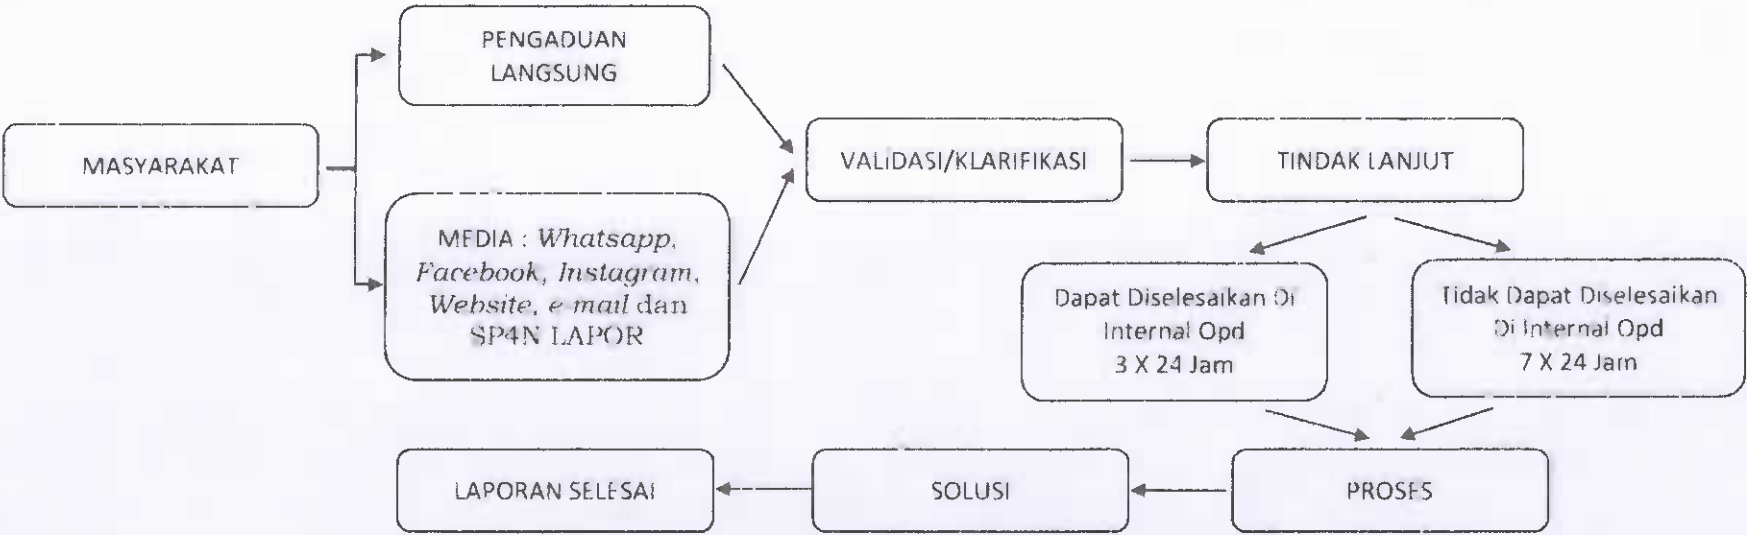 PENGADUAN
LANGSUNG
MASYARAKAT
MEDIA : Whatsapp,
Facebook, Instagram,
Website, e-mail dan
SP4N LAPOR
VALIDASI/KLARIFIKASI
TINDAK LANJUT
Dapat Diselesaikan Di
Internal Opd
3 X 24 Jam
Tidak Dapat Diselesaikan
Di Internal Opd
7 X 24 Jam
PROSES
SOLUSI
LAPORAN SELESAI